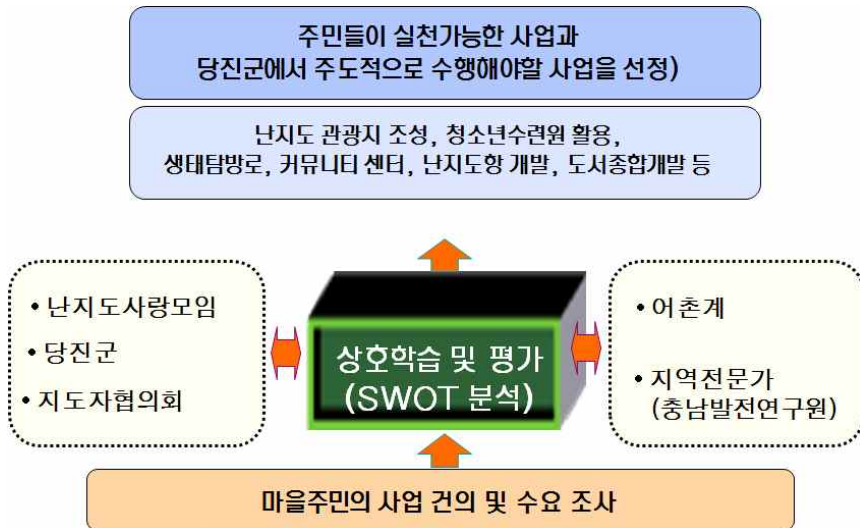 주민들이 실천가능한 사업과
당진군에서 주도적으로 수행해야할 사업을 선정)
난지도 관광지 조성, 청소년수련원 활용,
생태탐방로, 커뮤니티 센터, 난지도항 개발, 도서종합개발 등
• 난지도사랑모임
• 당진군
• 지도자협의회
상호학습 및 평가
(SWOT 분석)
• 어촌계
• 지역전문가
(충남발전연구원)
마을주민의 사업 건의 및 수요 조사